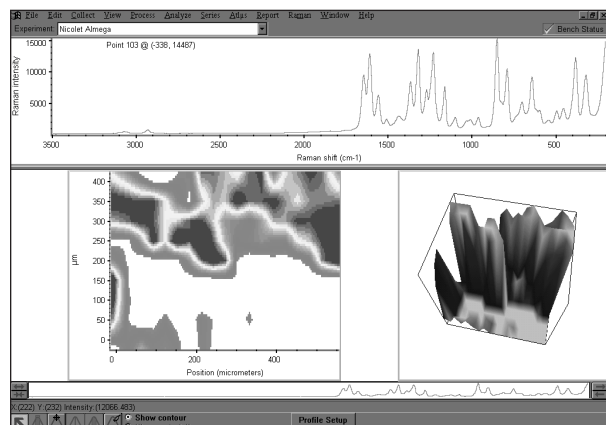 File Edit Collect View Process Analyze Series Atlus Report Raman Window Help
Experiment: Nicolet Almega Bench Status
Point 103 @ (-338, 14487)
15000
10000
5000
Raman intensity
3500 3000 2500 2000 1500 1000 500
Raman shift (cm-1)
400
350
300
250
200
150
100
50
0
µm
-0 200 400
Position (micrometers)
X:(222) Y:(232) Intensity:(12066.483)
Show contour
Profile Setup